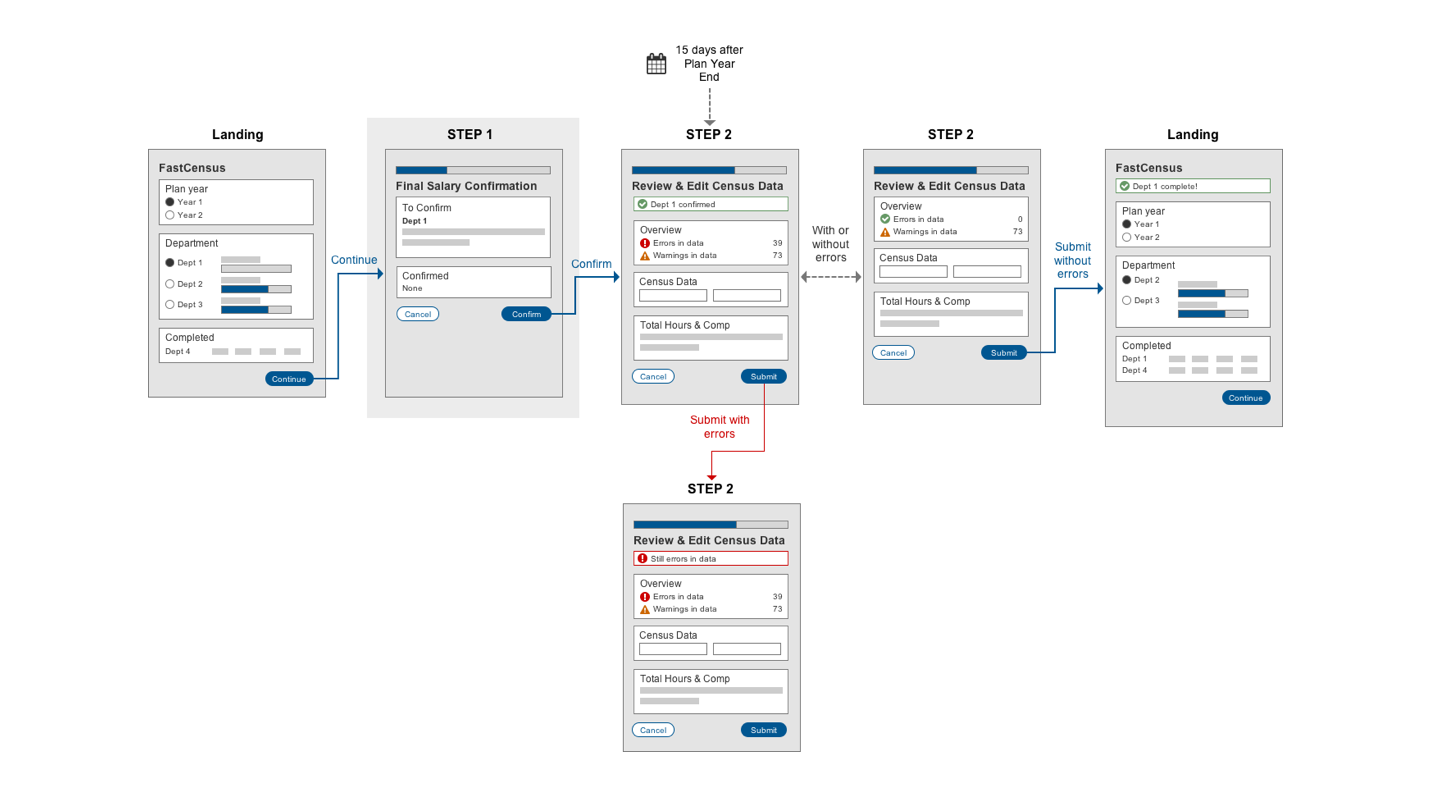 15 days after
Plan Year
End
Landing
FastCensus
Plan year
Year 1
Year 2
Department
Dept 1
Dept 2
Dept 3
Completed
Dept 4
Continue
Continue
STEP 1
Final Salary Confirmation
To Confirm
Dept 1
Confirmed
None
Cancel
Confirm
Confirm
STEP 2
Review & Edit Census Data
Dept 1 confirmed
Overview
Errors in data 39
Warnings in data 73
Census Data
Total Hours & Comp
Cancel
Submit
With or
without
errors
STEP 2
Review & Edit Census Data
Overview
Errors in data 0
Warnings in data 73
Census Data
Total Hours & Comp
Cancel
Submit
Submit
without
errors
Landing
FastCensus
Dept 1 complete!
Plan year
Year 1
Year 2
Department
Dept 2
Dept 3
Completed
Dept 1
Dept 4
Continue
Submit with
errors
STEP 2
Review & Edit Census Data
Still errors in data
Overview
Errors in data 39
Warnings in data 73
Census Data
Total Hours & Comp
Cancel
Submit